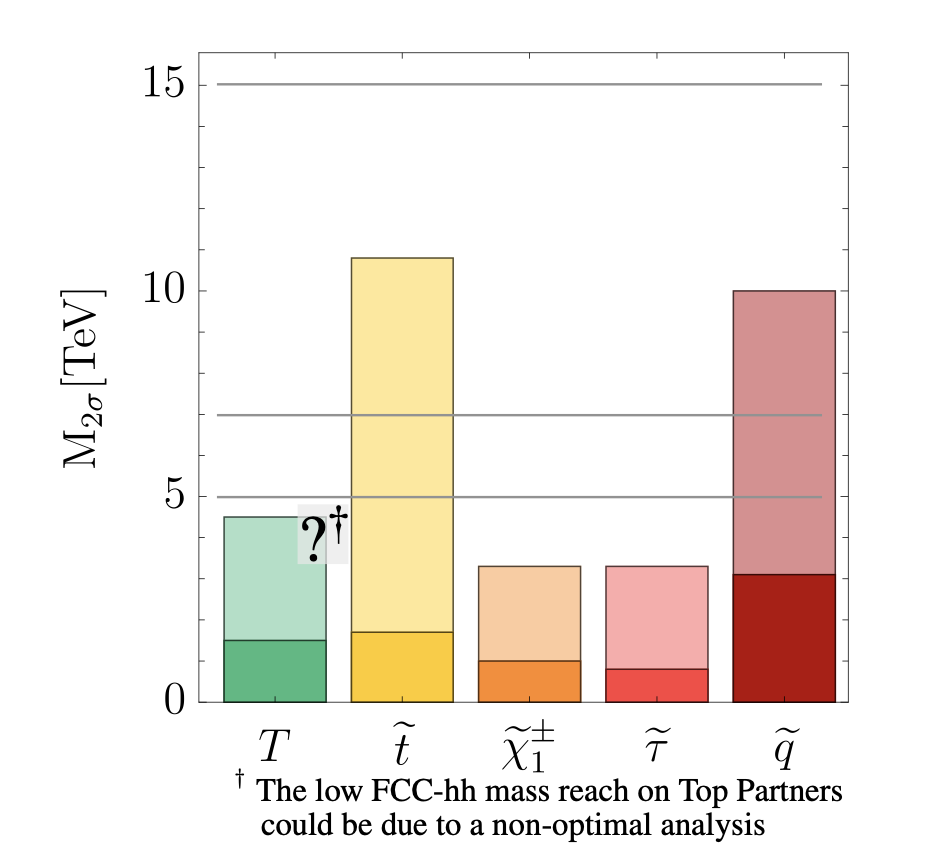 15
10
5
0
M2σ [TeV]
?†
T t̃ χ̃₁± τ̃ q̃
† The low FCC-hh mass reach on Top Partners
could be due to a non-optimal analysis